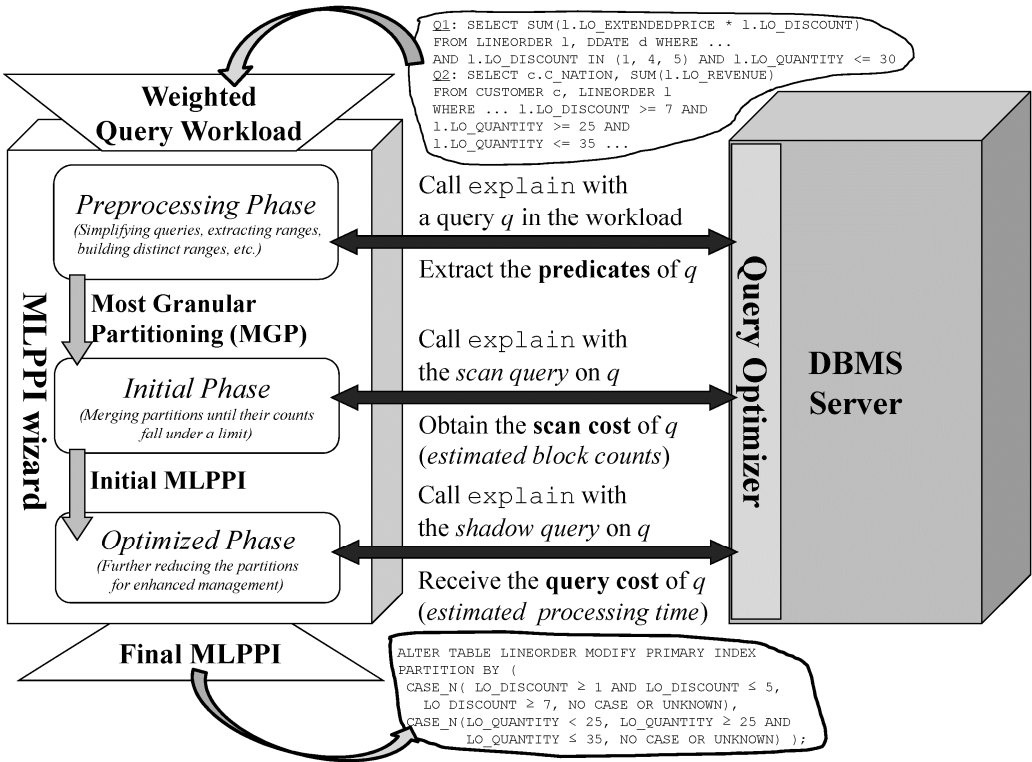 Q1: SELECT SUM(l.LO_EXTENDEDPRICE * l.LO_DISCOUNT)
FROM LINEORDER l, DDATE d WHERE ...
AND l.LO_DISCOUNT IN (1, 4, 5) AND l.LO_QUANTITY <= 30
Q2: SELECT c.C_NATION, SUM(l.LO_REVENUE)
FROM CUSTOMER c, LINEORDER l
WHERE ... l.LO_DISCOUNT >= 7 AND
l.LO_QUANTITY >= 25 AND
l.LO_QUANTITY <= 35 ...
Weighted
Query Workload
MLPPI wizard
Preprocessing Phase
(Simplifying queries, extracting ranges,
building distinct ranges, etc.)
Most Granular
Partitioning (MGP)
Initial Phase
(Merging partitions until their counts
fall under a limit)
Initial MLPPI
Optimized Phase
(Further reducing the partitions
for enhanced management)
Final MLPPI
Call explain with
a query q in the workload
Extract the predicates of q
Call explain with
the scan query on q
Obtain the scan cost of q
(estimated block counts)
Call explain with
the shadow query on q
Receive the query cost of q
(estimated processing time)
Query Optimizer
DBMS
Server
ALTER TABLE LINEORDER MODIFY PRIMARY INDEX
PARTITION BY (
CASE_N( LO_DISCOUNT ≥ 1 AND LO_DISCOUNT ≤ 5,
LO_DISCOUNT ≥ 7, NO CASE OR UNKNOWN),
CASE_N(LO_QUANTITY < 25, LO_QUANTITY ≥ 25 AND
LO_QUANTITY ≤ 35, NO CASE OR UNKNOWN) );